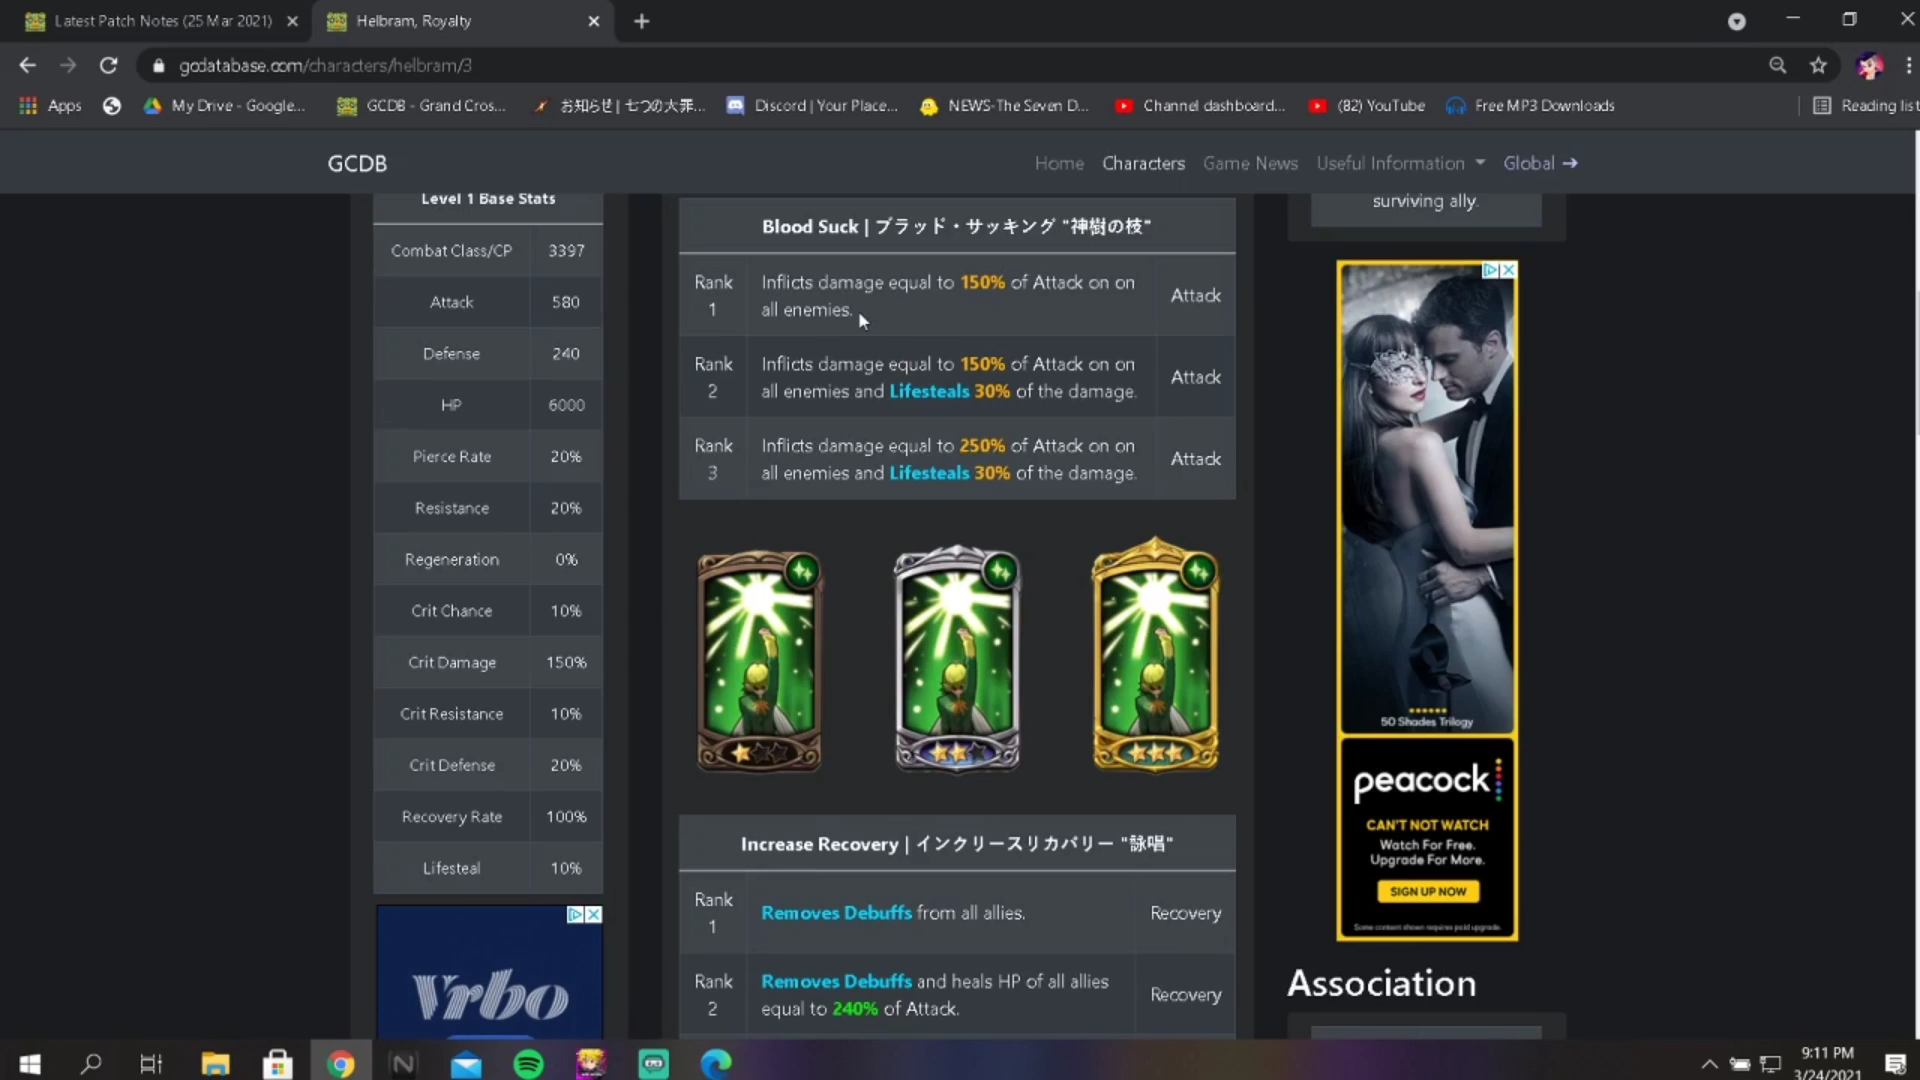 Latest Patch Notes (25 Mar 2021)
Helbram, Royalty
gcdatabase.com/characters/helbram/3
Apps
My Drive - Google...
GCDB - Grand Cros...
お知らせ | 七つの大罪...
Discord | Your Place...
NEWS-The Seven D...
Channel dashboard...
(82) YouTube
Free MP3 Downloads
Reading list
GCDB
Home
Characters
Game News
Useful Information
Global
Level 1 Base Stats
Combat Class/CP 3397
Attack 580
Defense 240
HP 6000
Pierce Rate 20%
Resistance 20%
Regeneration 0%
Crit Chance 10%
Crit Damage 150%
Crit Resistance 10%
Crit Defense 20%
Recovery Rate 100%
Lifesteal 10%
Vrbo
Blood Suck | ブラッド・サッキング "神樹の枝"
Rank 1
Inflicts damage equal to 150% of Attack on on
all enemies.
Attack
Rank 2
Inflicts damage equal to 150% of Attack on on
all enemies and Lifesteals 30% of the damage.
Attack
Rank 3
Inflicts damage equal to 250% of Attack on on
all enemies and Lifesteals 30% of the damage.
Attack
Increase Recovery | インクリースリカバリー "詠唱"
Rank 1
Removes Debuffs from all allies.
Recovery
Rank 2
Removes Debuffs and heals HP of all allies
equal to 240% of Attack.
Recovery
surviving ally.
50 Shades Trilogy
peacock
CAN'T NOT WATCH
Watch For Free.
Upgrade For More.
SIGN UP NOW
Some content shown requires paid upgrade.
Association
9:11 PM
3/24/2021